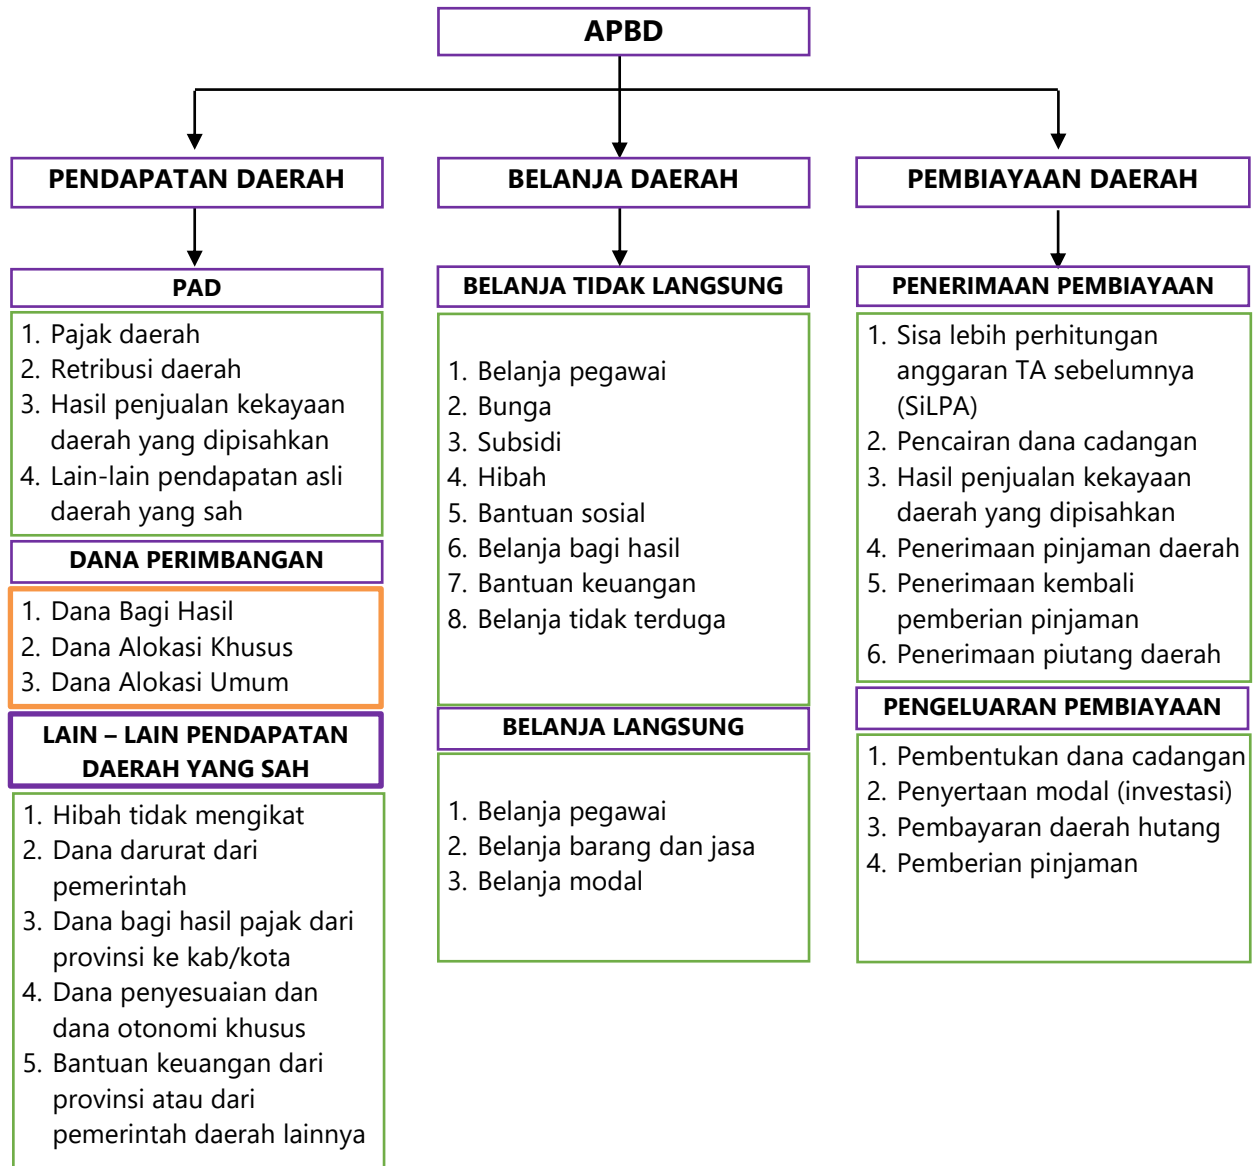 APBD
PENDAPATAN DAERAH
PAD
1. Pajak daerah
2. Retribusi daerah
3. Hasil penjualan kekayaan
daerah yang dipisahkan
4. Lain-lain pendapatan asli
daerah yang sah
DANA PERIMBANGAN
1. Dana Bagi Hasil
2. Dana Alokasi Khusus
3. Dana Alokasi Umum
LAIN – LAIN PENDAPATAN
DAERAH YANG SAH
1. Hibah tidak mengikat
2. Dana darurat dari
pemerintah
3. Dana bagi hasil pajak dari
provinsi ke kab/kota
4. Dana penyesuaian dan
dana otonomi khusus
5. Bantuan keuangan dari
provinsi atau dari
pemerintah daerah lainnya
BELANJA DAERAH
BELANJA TIDAK LANGSUNG
1. Belanja pegawai
2. Bunga
3. Subsidi
4. Hibah
5. Bantuan sosial
6. Belanja bagi hasil
7. Bantuan keuangan
8. Belanja tidak terduga
BELANJA LANGSUNG
1. Belanja pegawai
2. Belanja barang dan jasa
3. Belanja modal
PEMBIAYAAN DAERAH
PENERIMAAN PEMBIAYAAN
1. Sisa lebih perhitungan
anggaran TA sebelumnya
(SiLPA)
2. Pencairan dana cadangan
3. Hasil penjualan kekayaan
daerah yang dipisahkan
4. Penerimaan pinjaman daerah
5. Penerimaan kembali
pemberian pinjaman
6. Penerimaan piutang daerah
PENGELUARAN PEMBIAYAAN
1. Pembentukan dana cadangan
2. Penyertaan modal (investasi)
3. Pembayaran daerah hutang
4. Pemberian pinjaman